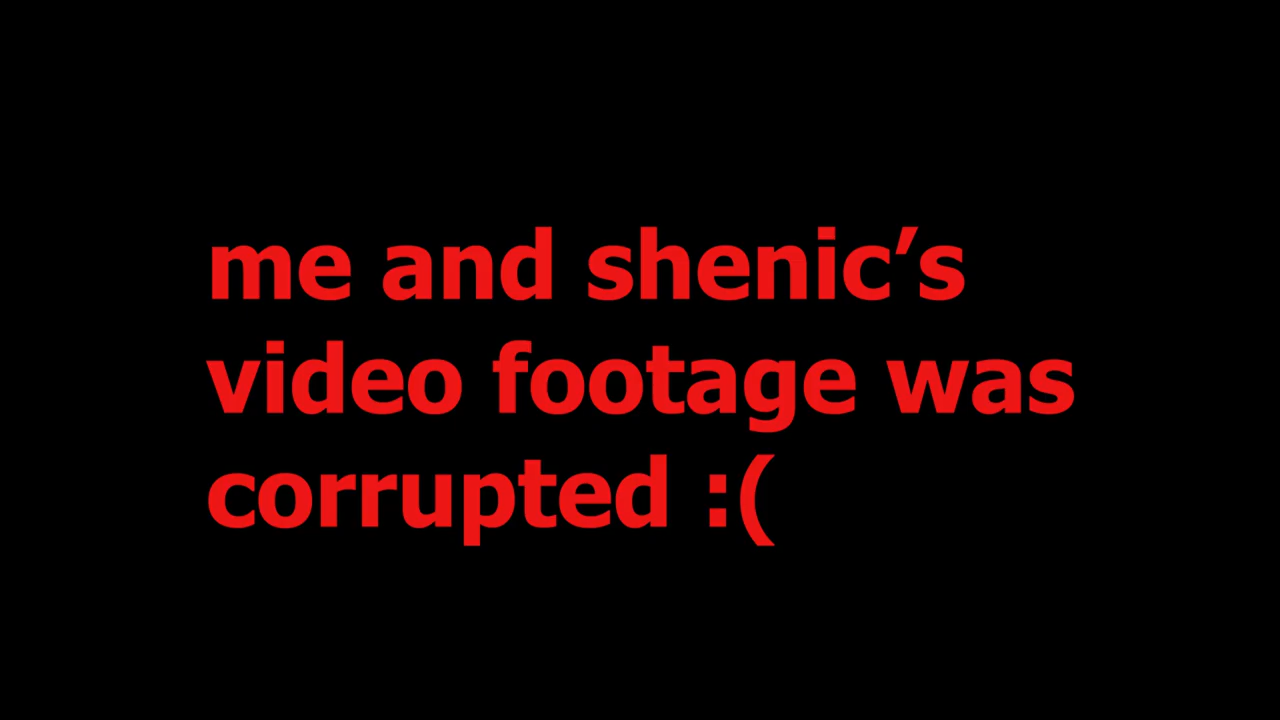 me and shenic’s
video footage was
corrupted :(